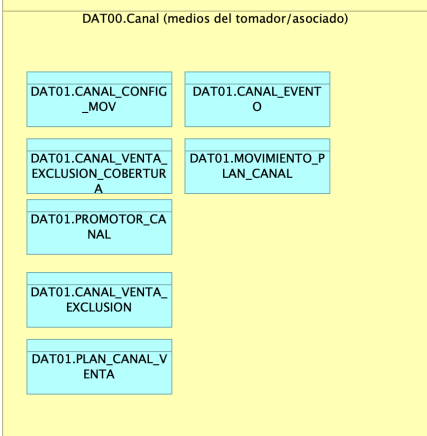 DAT00.Canal (medios del tomador/asociado)
DAT01.CANAL_CONFIG
_MOV
DAT01.CANAL_EVENT
O
DAT01.CANAL_VENTA_
EXCLUSION_COBERTUR
A
DAT01.MOVIMIENTO_P
LAN_CANAL
DAT01.PROMOTOR_CA
NAL
DAT01.CANAL_VENTA_
EXCLUSION
DAT01.PLAN_CANAL_V
ENTA